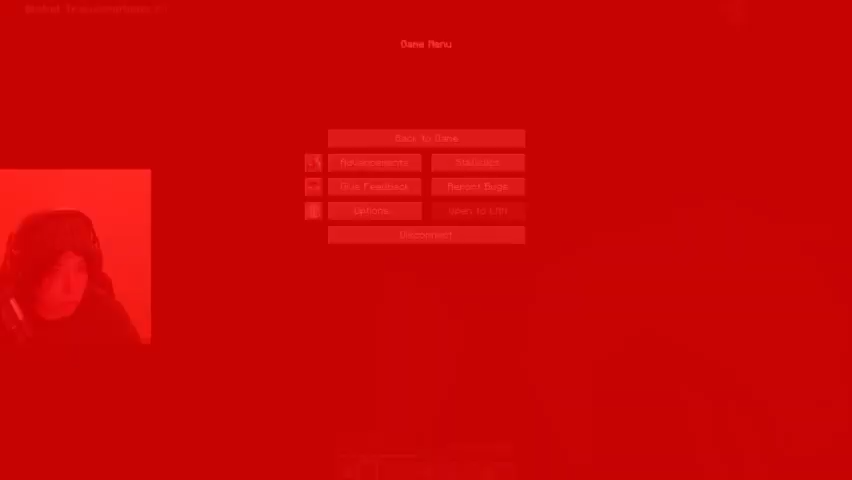 Game Menu
Back to Game
Advancements Statistics
Give Feedback Report Bugs
Options... Open to LAN
Disconnect